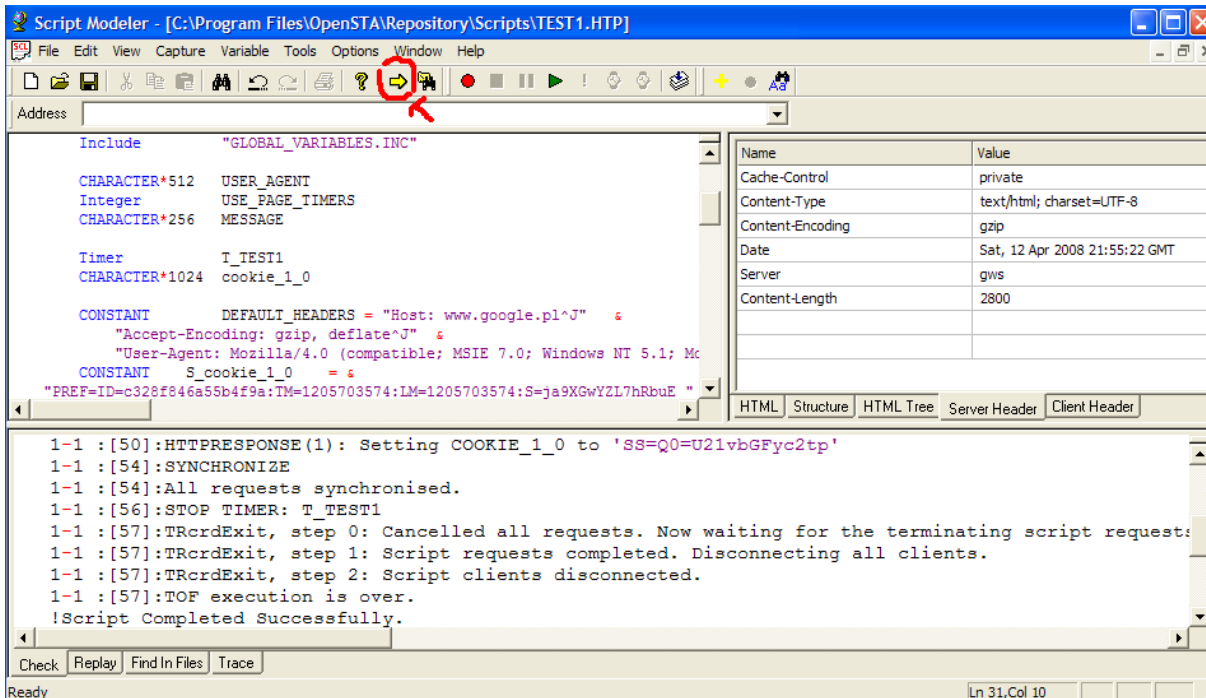 Script Modeler - [C:\Program Files\OpenSTA\Repository\Scripts\TEST1.HTP]
SCL File Edit View Capture Variable Tools Options Window Help
Address
Include "GLOBAL_VARIABLES.INC"
CHARACTER*512 USER_AGENT
Integer USE_PAGE_TIMERS
CHARACTER*256 MESSAGE
Timer T_TEST1
CHARACTER*1024 cookie_1_0
CONSTANT DEFAULT_HEADERS = "Host: www.google.pl^J" &
"Accept-Encoding: gzip, deflate^J" &
"User-Agent: Mozilla/4.0 (compatible; MSIE 7.0; Windows NT 5.1; Mo
CONSTANT S_cookie_1_0 = &
"PREF=ID=c328f846a55b4f9a:TM=1205703574:LM=1205703574:S=ja9XGwYZL7hRbuE_"
Name Value
Cache-Control private
Content-Type text/html; charset=UTF-8
Content-Encoding gzip
Date Sat, 12 Apr 2008 21:55:22 GMT
Server gws
Content-Length 2800
HTML Structure HTML Tree Server Header Client Header
1-1 :[50]:HTTPRESPONSE(1): Setting COOKIE_1_0 to 'SS=Q0=U21vbGFyc2tp'
1-1 :[54]:SYNCHRONIZE
1-1 :[54]:All requests synchronised.
1-1 :[56]:STOP TIMER: T_TEST1
1-1 :[57]:TRcrdExit, step 0: Cancelled all requests. Now waiting for the terminating script requests
1-1 :[57]:TRcrdExit, step 1: Script requests completed. Disconnecting all clients.
1-1 :[57]:TRcrdExit, step 2: Script clients disconnected.
1-1 :[57]:TOF execution is over.
!Script Completed Successfully.
Check Replay Find In Files Trace
Ready Ln 31,Col 10